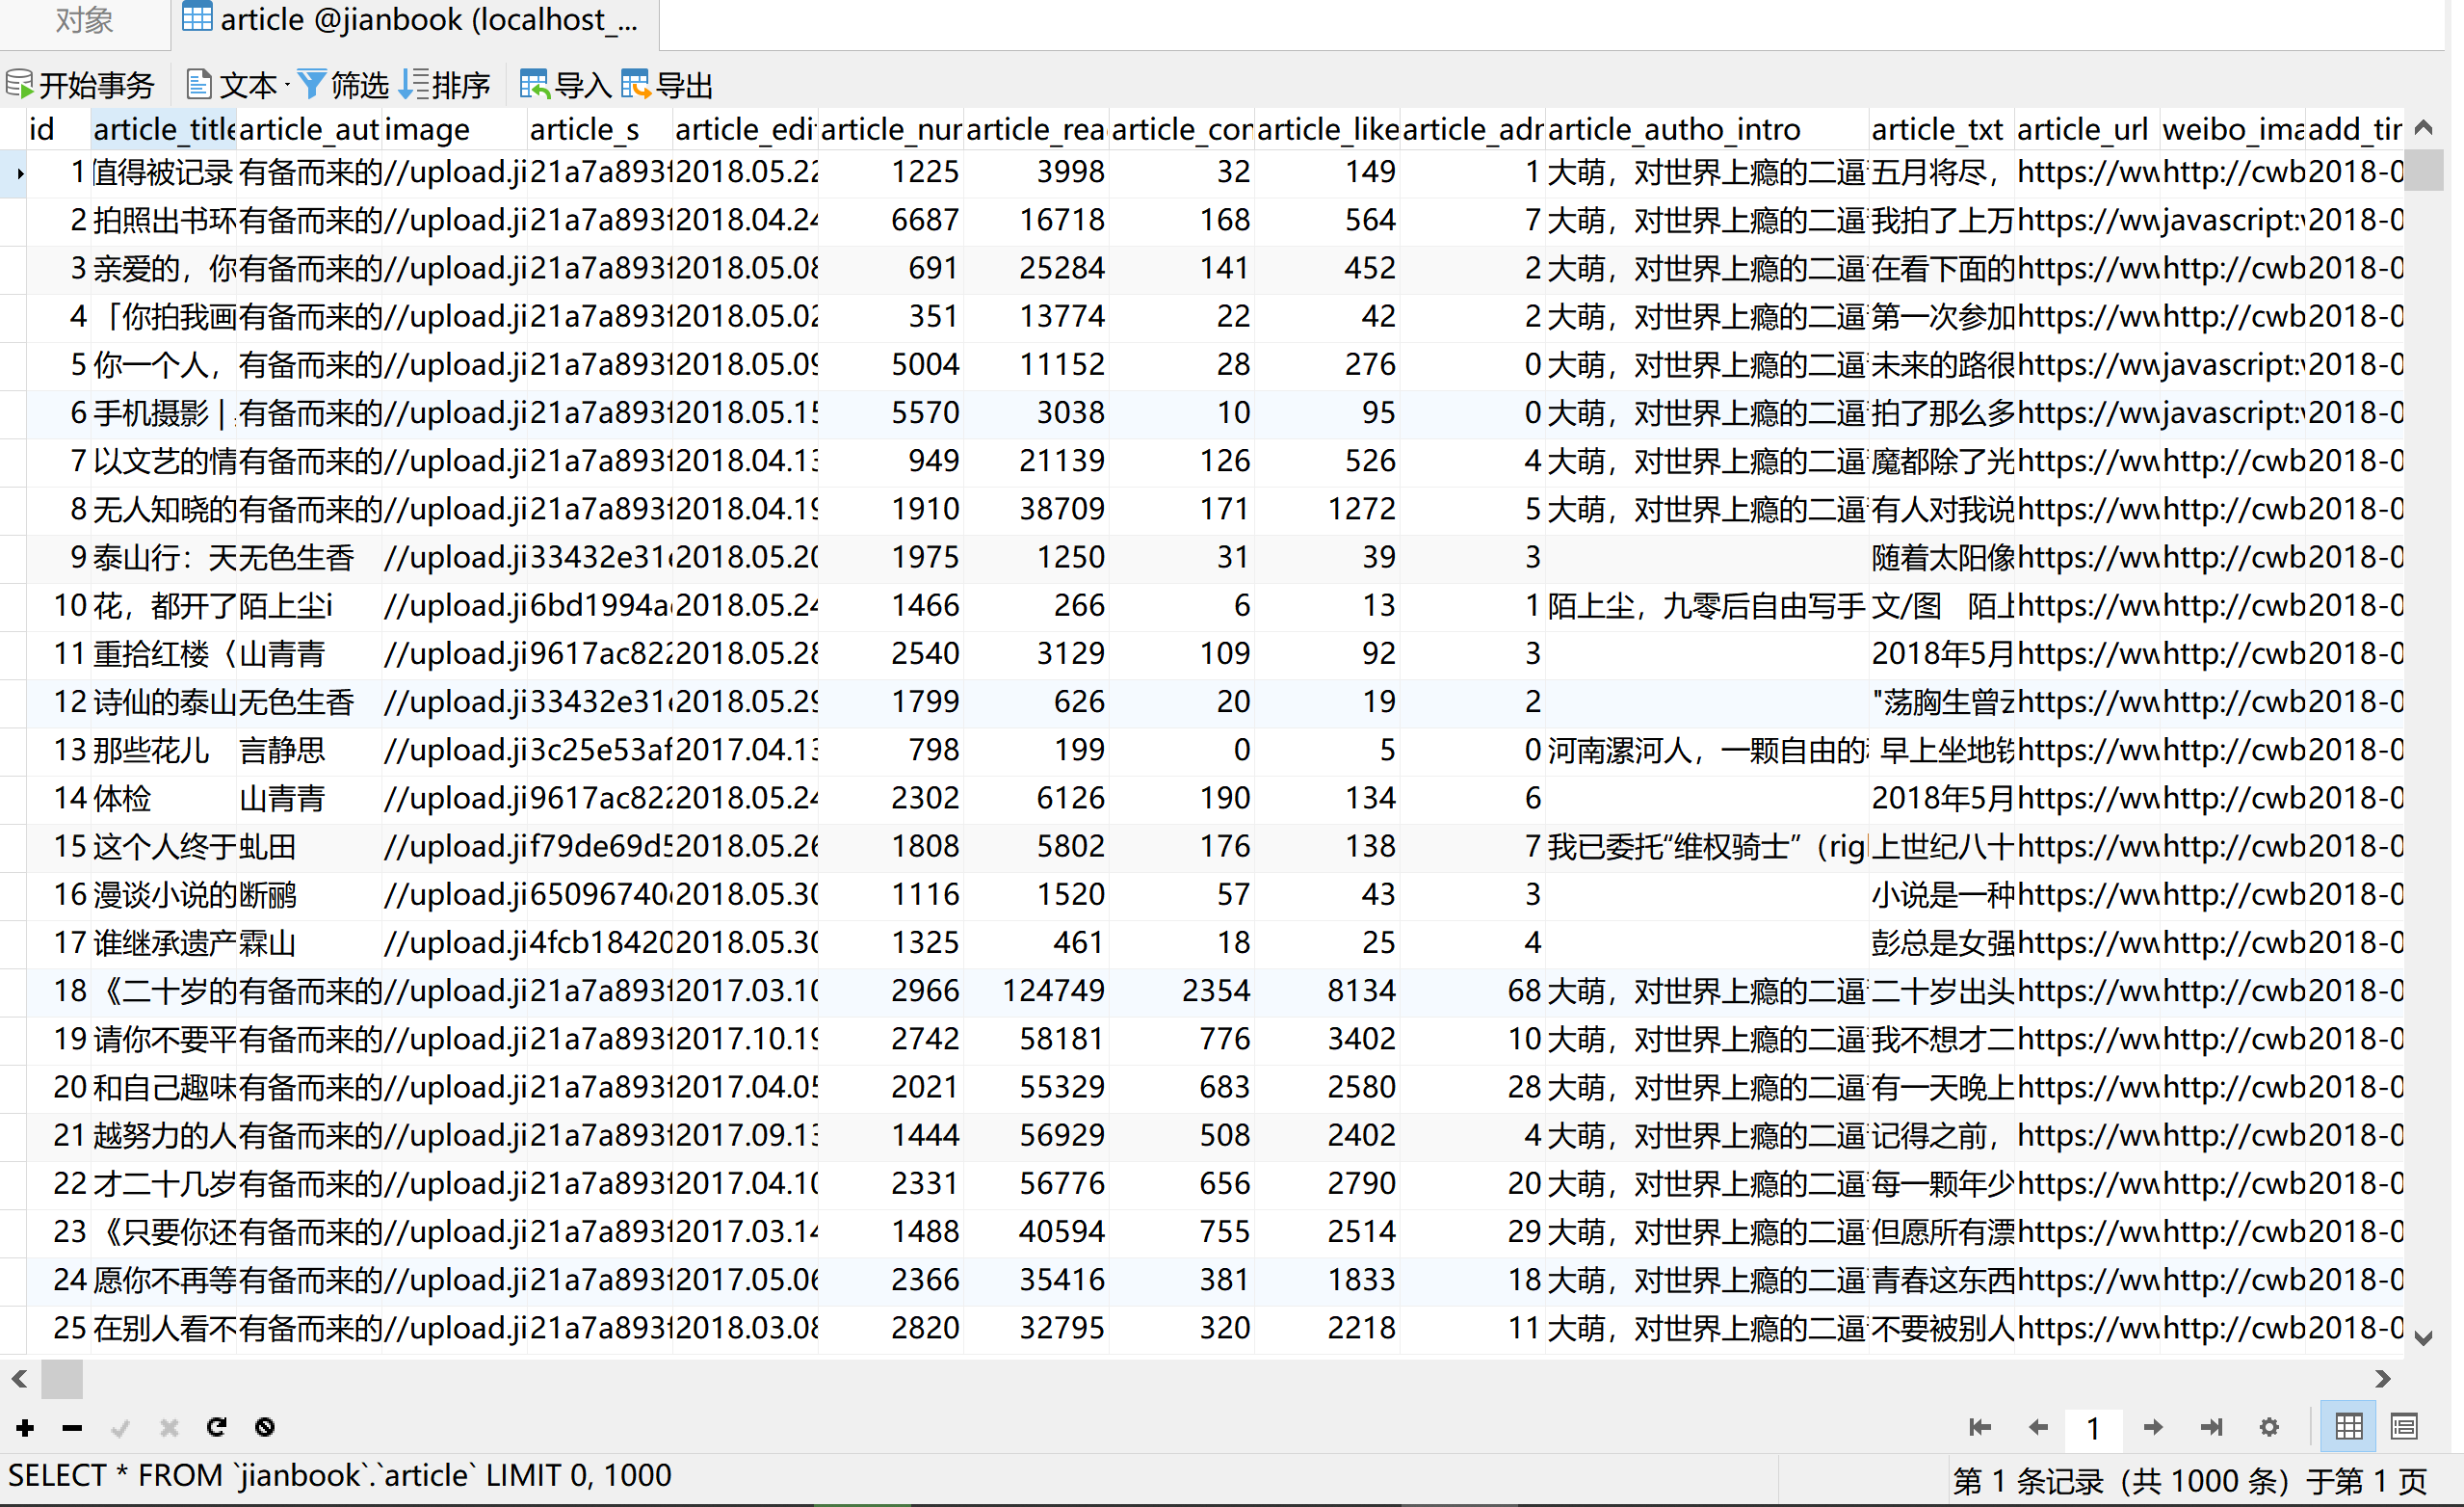 对象 article @jianbook (localhost_...
开始事务 文本 筛选 排序 导入 导出
id article_title article_aut image article_s article_edi article_nur article_rea article_con article_like article_adr article_autho_intro article_txt article_url weibo_ima add_tir
1 值得被记录 有备而来的 //upload.ji 21a7a893f 2018.05.22 1225 3998 32 149 1 大萌，对世界上瘾的二逼 五月将尽， https://ww http://cwb 2018-0
2 拍照出书环 有备而来的 //upload.ji 21a7a893f 2018.04.24 6687 16718 168 564 7 大萌，对世界上瘾的二逼 我拍了上万 https://ww javascript:v 2018-0
3 亲爱的，你 有备而来的 //upload.ji 21a7a893f 2018.05.08 691 25284 141 452 2 大萌，对世界上瘾的二逼 在看下面的 https://ww http://cwb 2018-0
4 「你拍我画 有备而来的 //upload.ji 21a7a893f 2018.05.02 351 13774 22 42 2 大萌，对世界上瘾的二逼 第一次参加 https://ww http://cwb 2018-0
5 你一个人， 有备而来的 //upload.ji 21a7a893f 2018.05.09 5004 11152 28 276 0 大萌，对世界上瘾的二逼 未来的路很 https://ww javascript:v 2018-0
6 手机摄影 | 有备而来的 //upload.ji 21a7a893f 2018.05.15 5570 3038 10 95 0 大萌，对世界上瘾的二逼 拍了那么多 https://ww javascript:v 2018-0
7 以文艺的情 有备而来的 //upload.ji 21a7a893f 2018.04.13 949 21139 126 526 4 大萌，对世界上瘾的二逼 魔都除了光 https://ww http://cwb 2018-0
8 无人知晓的 有备而来的 //upload.ji 21a7a893f 2018.04.19 1910 38709 171 1272 5 大萌，对世界上瘾的二逼 有人对我说 https://ww http://cwb 2018-0
9 泰山行：天 无色生香 //upload.ji 33432e31e 2018.05.20 1975 1250 31 39 3 随着太阳像 https://ww http://cwb 2018-0
10 花，都开了 陌上尘i //upload.ji 6bd1994a 2018.05.24 1466 266 6 13 1 陌上尘，九零后自由写手 文/图 陌上 https://ww http://cwb 2018-0
11 重拾红楼〈 山青青 //upload.ji 9617ac822 2018.05.28 2540 3129 109 92 3 2018年5月 https://ww http://cwb 2018-0
12 诗仙的泰山 无色生香 //upload.ji 33432e31e 2018.05.29 1799 626 20 19 2 "荡胸生曾云 https://ww http://cwb 2018-0
13 那些花儿 言静思 //upload.ji 3c25e53af 2017.04.13 798 199 0 5 0 河南漯河人，一颗自由的 早上坐地铁 https://ww http://cwb 2018-0
14 体检 山青青 //upload.ji 9617ac822 2018.05.24 2302 6126 190 134 6 2018年5月 https://ww http://cwb 2018-0
15 这个人终于 虬田 //upload.ji f79de69d5 2018.05.26 1808 5802 176 138 7 我已委托“维权骑士”（rig 上世纪八十 https://ww http://cwb 2018-0
16 漫谈小说的 断鹂 //upload.ji 65096740 2018.05.30 1116 1520 57 43 3 小说是一种 https://ww http://cwb 2018-0
17 谁继承遗产 霖山 //upload.ji 4fcb18420 2018.05.30 1325 461 18 25 4 彭总是女强 https://ww http://cwb 2018-0
18 《二十岁的 有备而来的 //upload.ji 21a7a893f 2017.03.10 2966 124749 2354 8134 68 大萌，对世界上瘾的二逼 二十岁出头 https://ww http://cwb 2018-0
19 请你不要平 有备而来的 //upload.ji 21a7a893f 2017.10.19 2742 58181 776 3402 10 大萌，对世界上瘾的二逼 我不想才二 https://ww http://cwb 2018-0
20 和自己趣味 有备而来的 //upload.ji 21a7a893f 2017.04.05 2021 55329 683 2580 28 大萌，对世界上瘾的二逼 有一天晚上 https://ww http://cwb 2018-0
21 越努力的人 有备而来的 //upload.ji 21a7a893f 2017.09.13 1444 56929 508 2402 4 大萌，对世界上瘾的二逼 记得之前， https://ww http://cwb 2018-0
22 才二十几岁 有备而来的 //upload.ji 21a7a893f 2017.04.10 2331 56776 656 2790 20 大萌，对世界上瘾的二逼 每一颗年少 https://ww http://cwb 2018-0
23 《只要你还 有备而来的 //upload.ji 21a7a893f 2017.03.14 1488 40594 755 2514 29 大萌，对世界上瘾的二逼 但愿所有漂 https://ww http://cwb 2018-0
24 愿你不再等 有备而来的 //upload.ji 21a7a893f 2017.05.06 2366 35416 381 1833 18 大萌，对世界上瘾的二逼 青春这东西 https://ww http://cwb 2018-0
25 在别人看不 有备而来的 //upload.ji 21a7a893f 2018.03.08 2820 32795 320 2218 11 大萌，对世界上瘾的二逼 不要被别人 https://ww http://cwb 2018-0
1
SELECT * FROM `jianbook`.`article` LIMIT 0, 1000 第 1 条记录（共 1000 条）于第 1 页